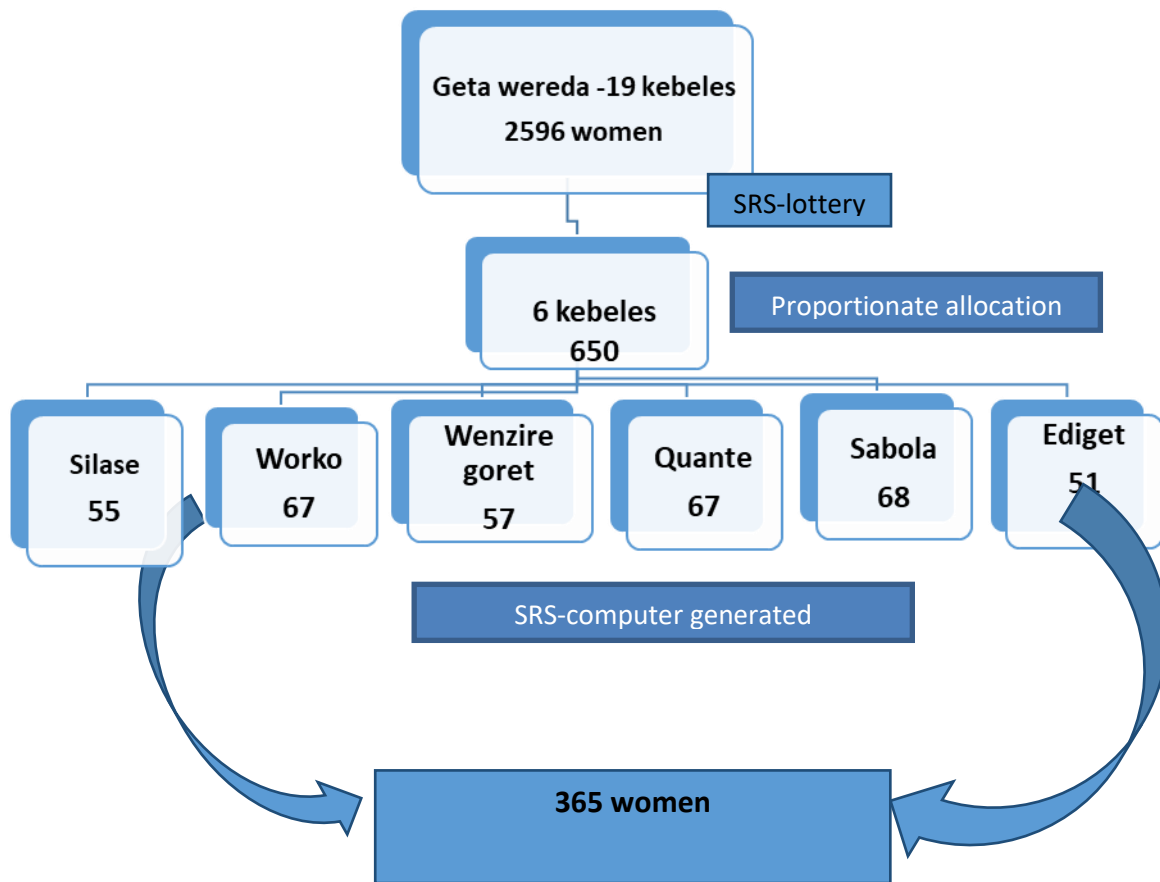 Geta wereda -19 kebeles
2596 women
SRS-lottery
6 kebeles
650
Proportionate allocation
Silase
55
Worko
67
Wenzire
goret
57
Quante
67
Sabola
68
Ediget
51
SRS-computer generated
365 women